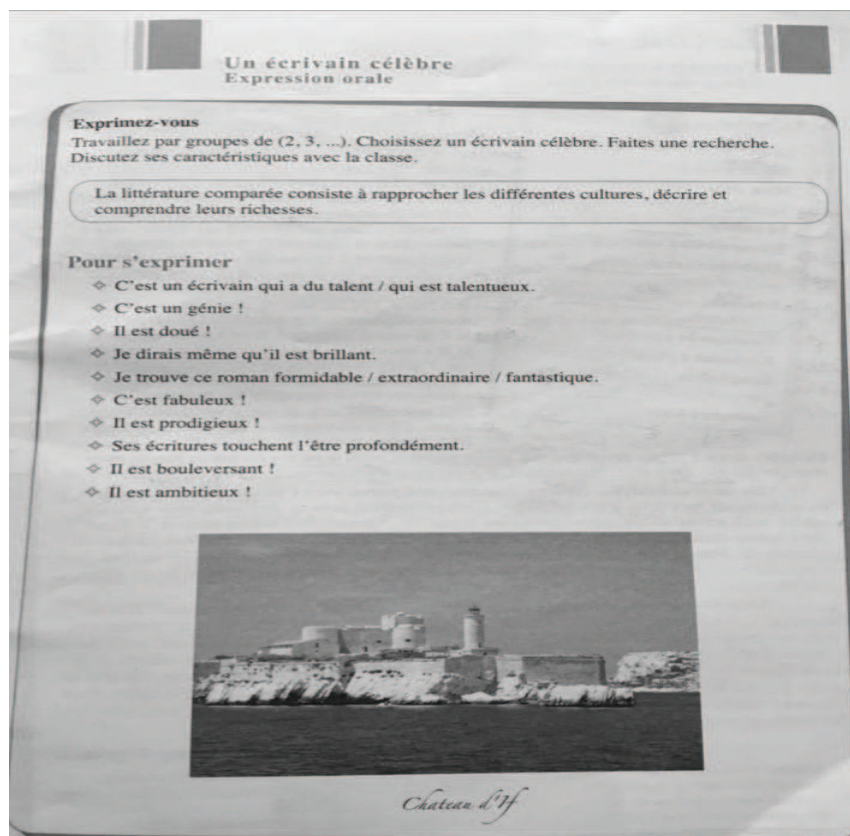 Un écrivain célèbre
Expression orale
Exprimez-vous
Travaillez par groupes de (2, 3, ...). Choisissez un écrivain célèbre. Faites une recherche.
Discutez ses caractéristiques avec la classe.
La littérature comparée consiste à rapprocher les différentes cultures, décrire et
comprendre leurs richesses.
Pour s'exprimer
✧ C'est un écrivain qui a du talent / qui est talentueux.
✧ C'est un génie !
✧ Il est doué !
✧ Je dirais même qu'il est brillant.
✧ Je trouve ce roman formidable / extraordinaire / fantastique.
✧ C'est fabuleux !
✧ Il est prodigieux !
✧ Ses écritures touchent l'être profondément.
✧ Il est bouleversant !
✧ Il est ambitieux !
Chateau d'If